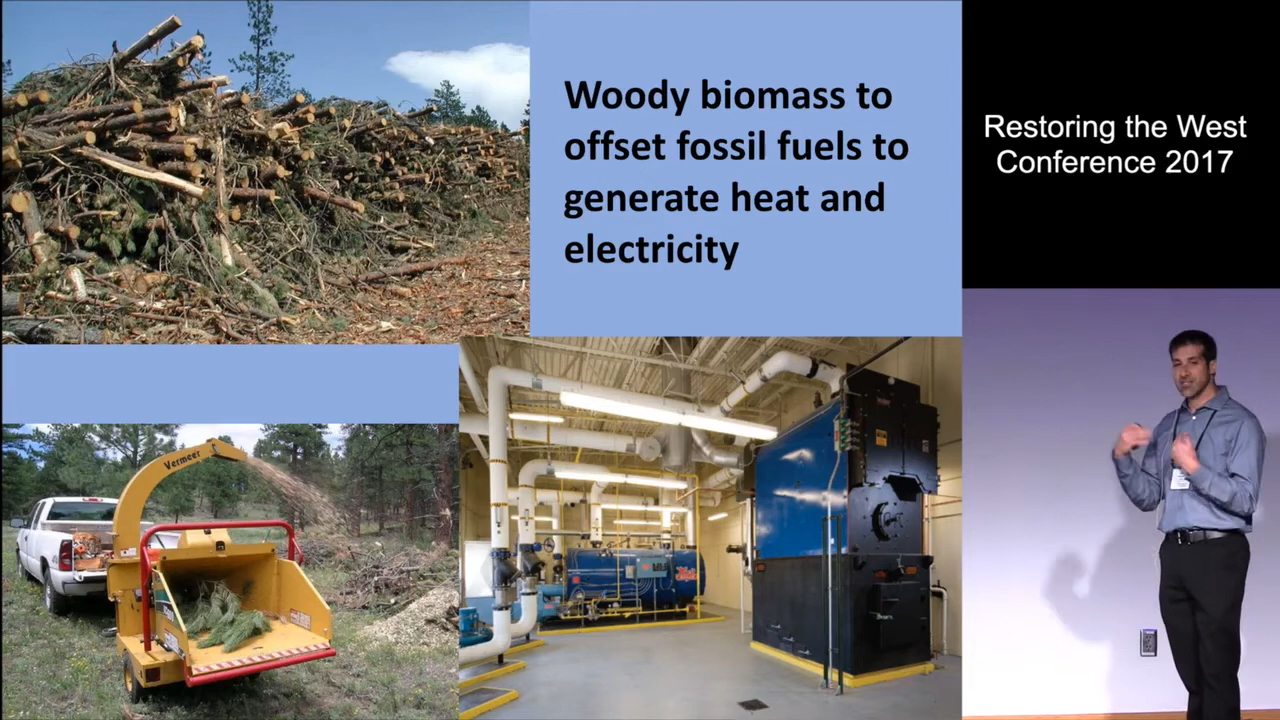 Woody biomass to
offset fossil fuels to
generate heat and
electricity
Restoring the West
Conference 2017
Vermeer